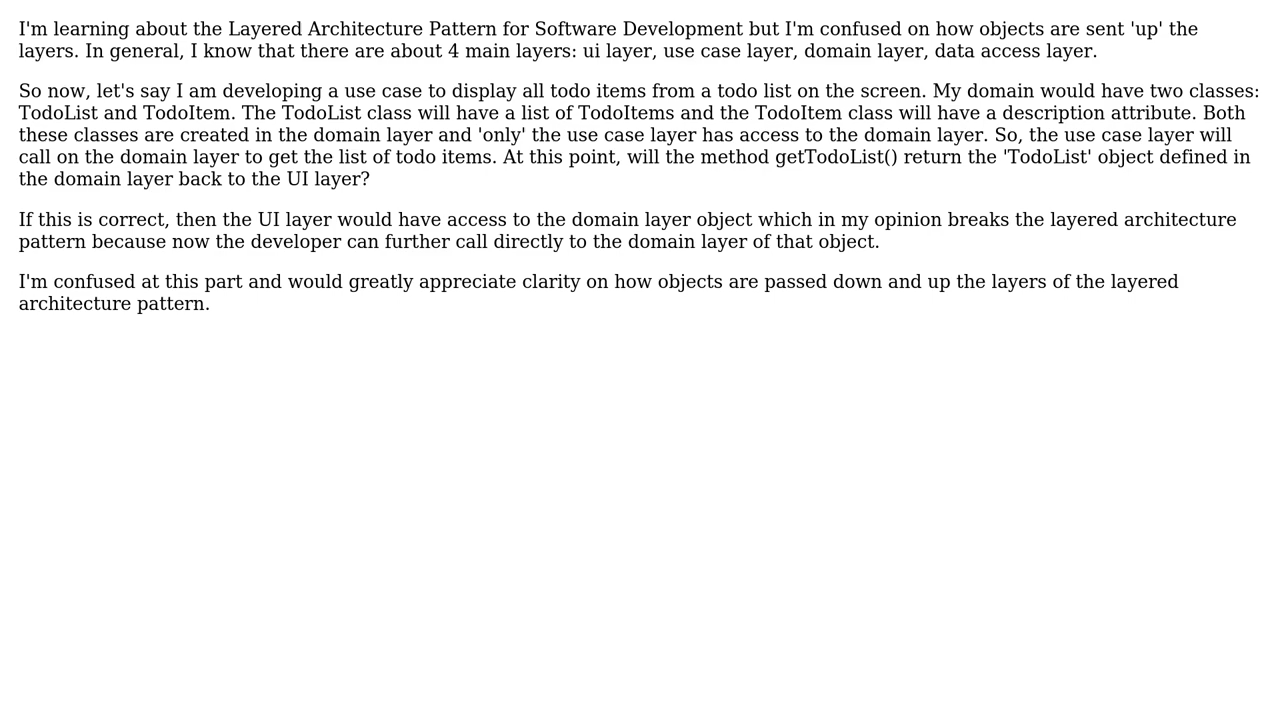 I'm learning about the Layered Architecture Pattern for Software Development but I'm confused on how objects are sent 'up' the
layers. In general, I know that there are about 4 main layers: ui layer, use case layer, domain layer, data access layer.
So now, let's say I am developing a use case to display all todo items from a todo list on the screen. My domain would have two classes:
TodoList and TodoItem. The TodoList class will have a list of TodoItems and the TodoItem class will have a description attribute. Both
these classes are created in the domain layer and 'only' the use case layer has access to the domain layer. So, the use case layer will
call on the domain layer to get the list of todo items. At this point, will the method getTodoList() return the 'TodoList' object defined in
the domain layer back to the UI layer?
If this is correct, then the UI layer would have access to the domain layer object which in my opinion breaks the layered architecture
pattern because now the developer can further call directly to the domain layer of that object.
I'm confused at this part and would greatly appreciate clarity on how objects are passed down and up the layers of the layered
architecture pattern.